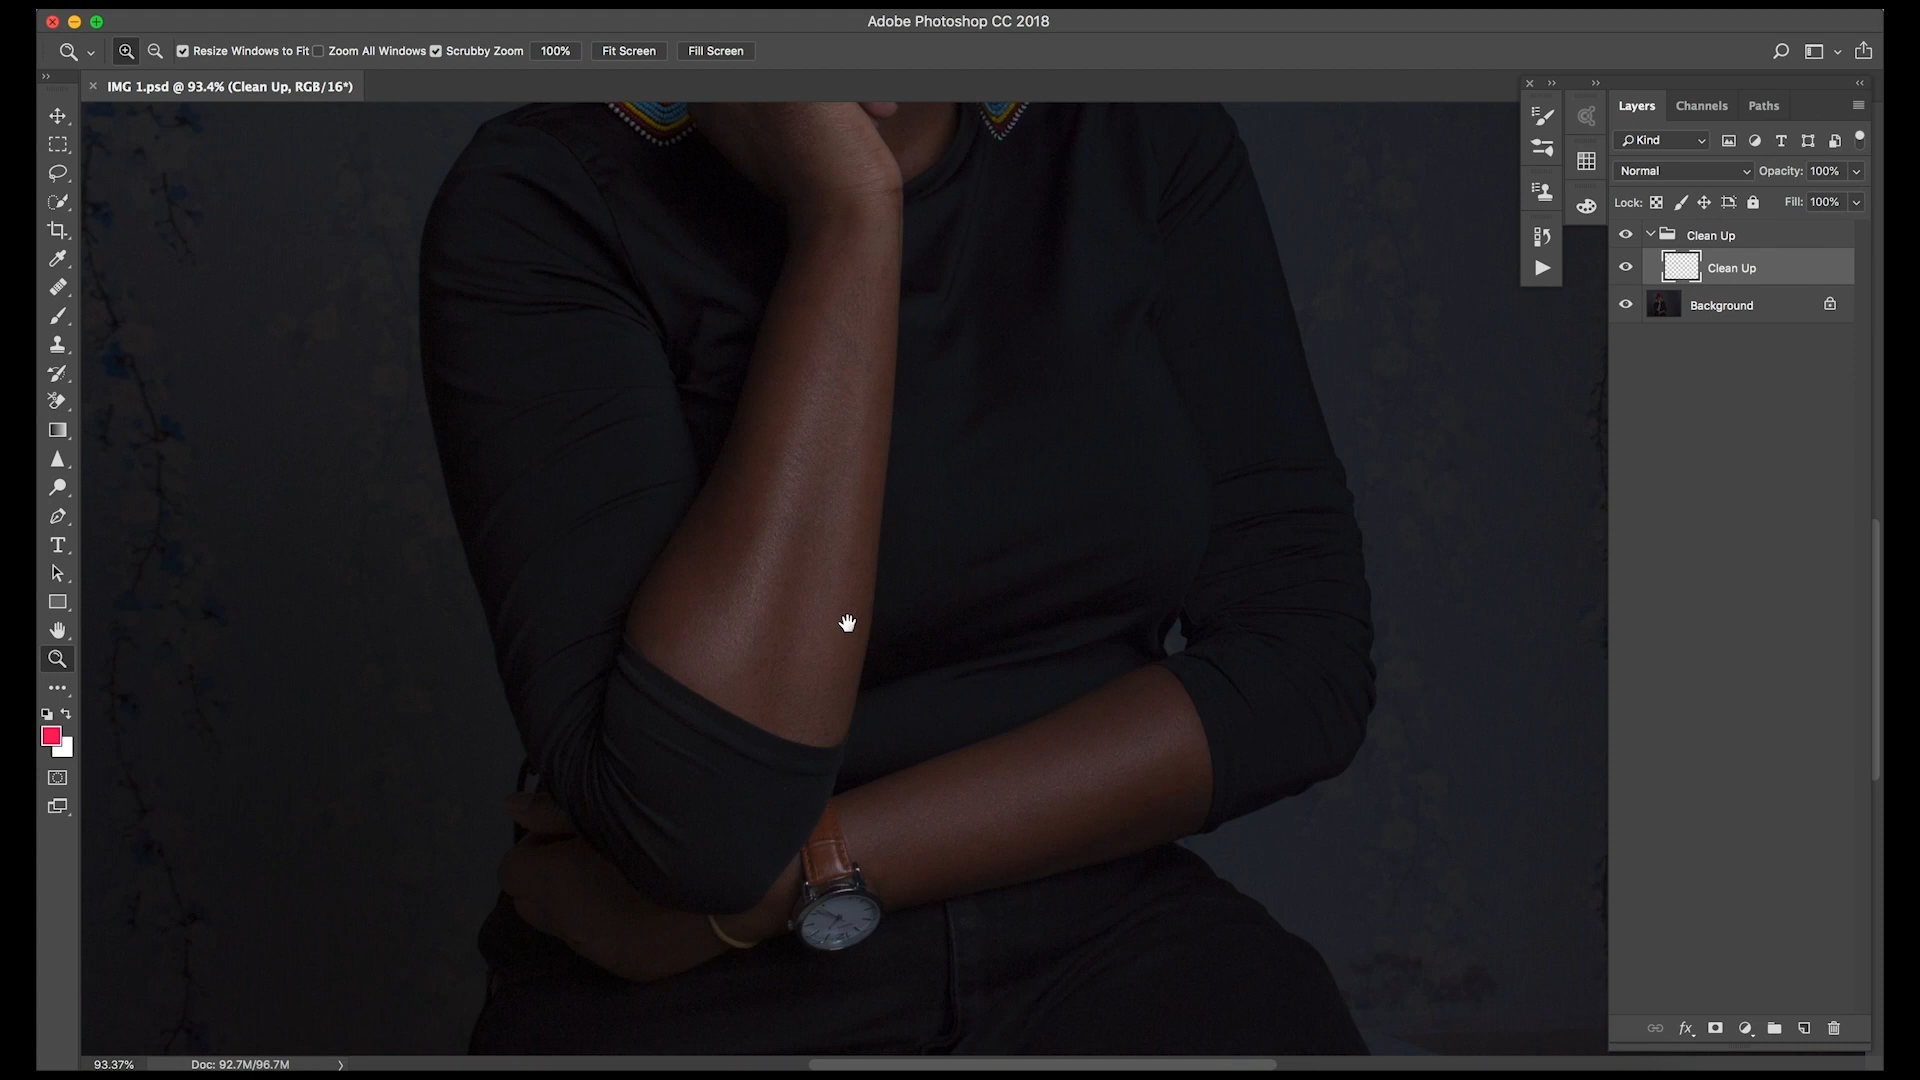 Adobe Photoshop CC 2018
Resize Windows to Fit Zoom All Windows Scrubby Zoom 100% Fit Screen Fill Screen
IMG 1.psd @ 93.4% (Clean Up, RGB/16*)
Layers Channels Paths
Kind
Normal Opacity: 100%
Lock: Fill: 100%
Clean Up
Clean Up
Background
93.37% Doc: 92.7M/96.7M